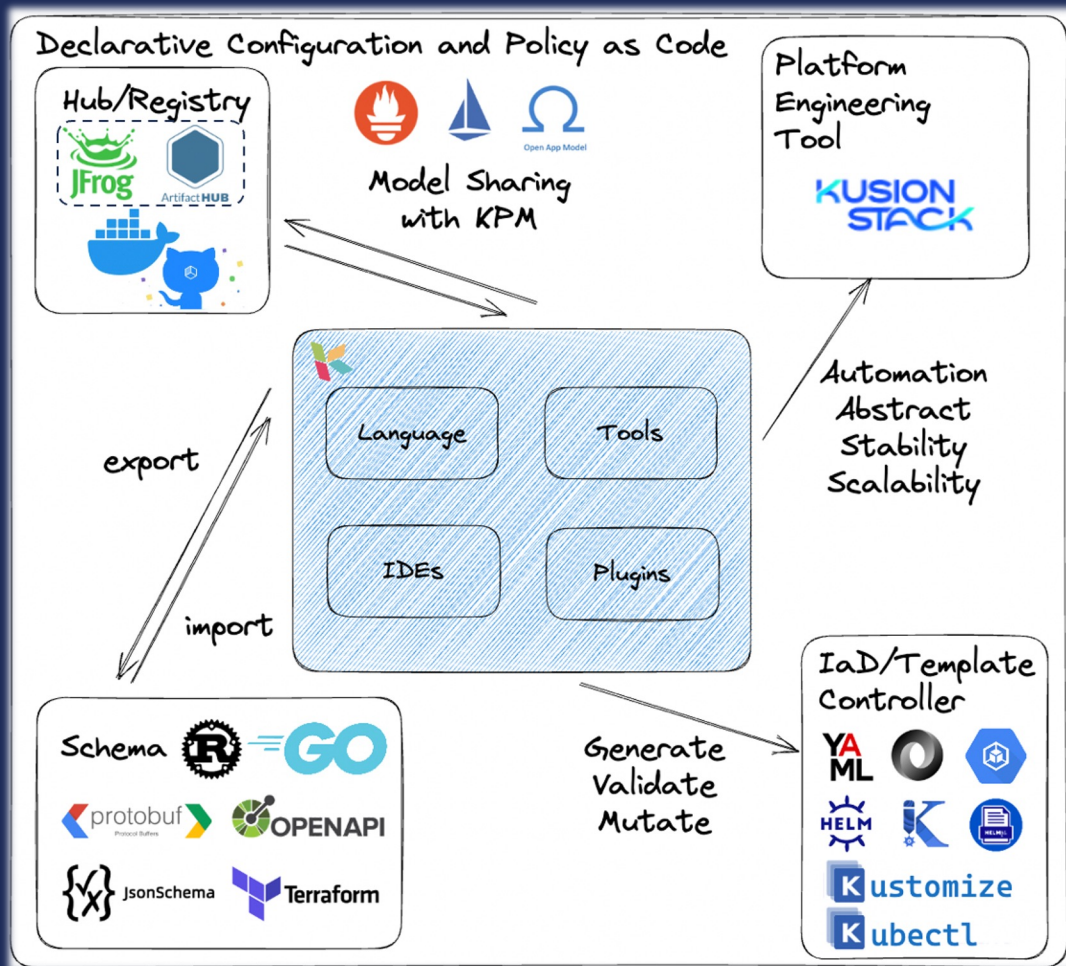 Declarative Configuration and Policy as Code
Hub/Registry
JFrog
ArtifactHUB
Open App Model
Model Sharing
with KPM
Platform
Engineering
Tool
KUSION
STACK
Language
Tools
IDEs
Plugins
Automation
Abstract
Stability
Scalability
export
import
Schema
R
GO
protobuf
Protocol Buffers
OPENAPI
JsonSchema
Terraform
Generate
Validate
Mutate
IaD/Template
Controller
YAML
HELM
K
HELM
Kustomize
Kubectl